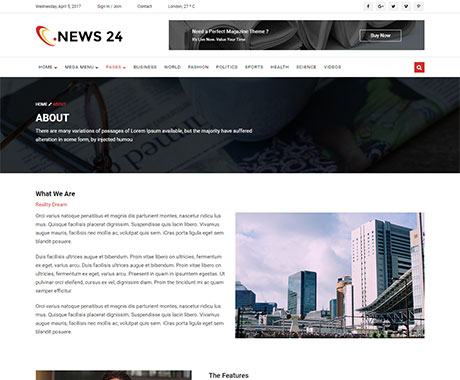 Wednesday, April 5, 2017 Sign in / Join Contact London, 27 º C
.NEWS 24
Need a Perfect Magazine Theme ?
It's Live Now. Value Your Time
Buy Now
HOME MEGA MENU PAGES BUSINESS WORLD FASHION POLITICS SPORTS HEALTH SCIENCE VIDEOS
HOME / ABOUT
ABOUT
There are many variations of passages of Lorem Ipsum available, but the majority have suffered
alteration in some form, by injected humou
What We Are
Reality Dream
Orci varius natoque penatibus et magnis dis parturient montes, nascetur ridiculus
mus. Quisque facilisis placerat dignissim. Suspendisse quis lacin libero. Vivamus
augue mauris, facilisis nec mollis ac, volutpat quis sem. iCras porta ligula eget sem
blandit posuere.
Duis facilisis ultrices augue et bibendum. Proin vitae libero on ultricies, fermentum
ex eget, varius arcu. Duis facilisis ultrices augue et bibendum. Proin vitae libero on
ultricies, fermentum ex eget, varius arcu. Praesent in quam in ipsumtem egestas. Ut
pulvinar orci eleifend, cursus ex vel, dignissim diam. Proin the tincidunt mi ac quam
semper efficitur.
Orci varius natoque penatibus et magnis dis parturient montes, nascetur ridiculus
mus. Quisque facilisis placerat dignissim. Suspendisse quis lacin libero. Vivamus
augue mauris, facilisis nec mollis ac, volutpat quis sem. iCras porta ligula eget sem
blandit posuere.
The Features